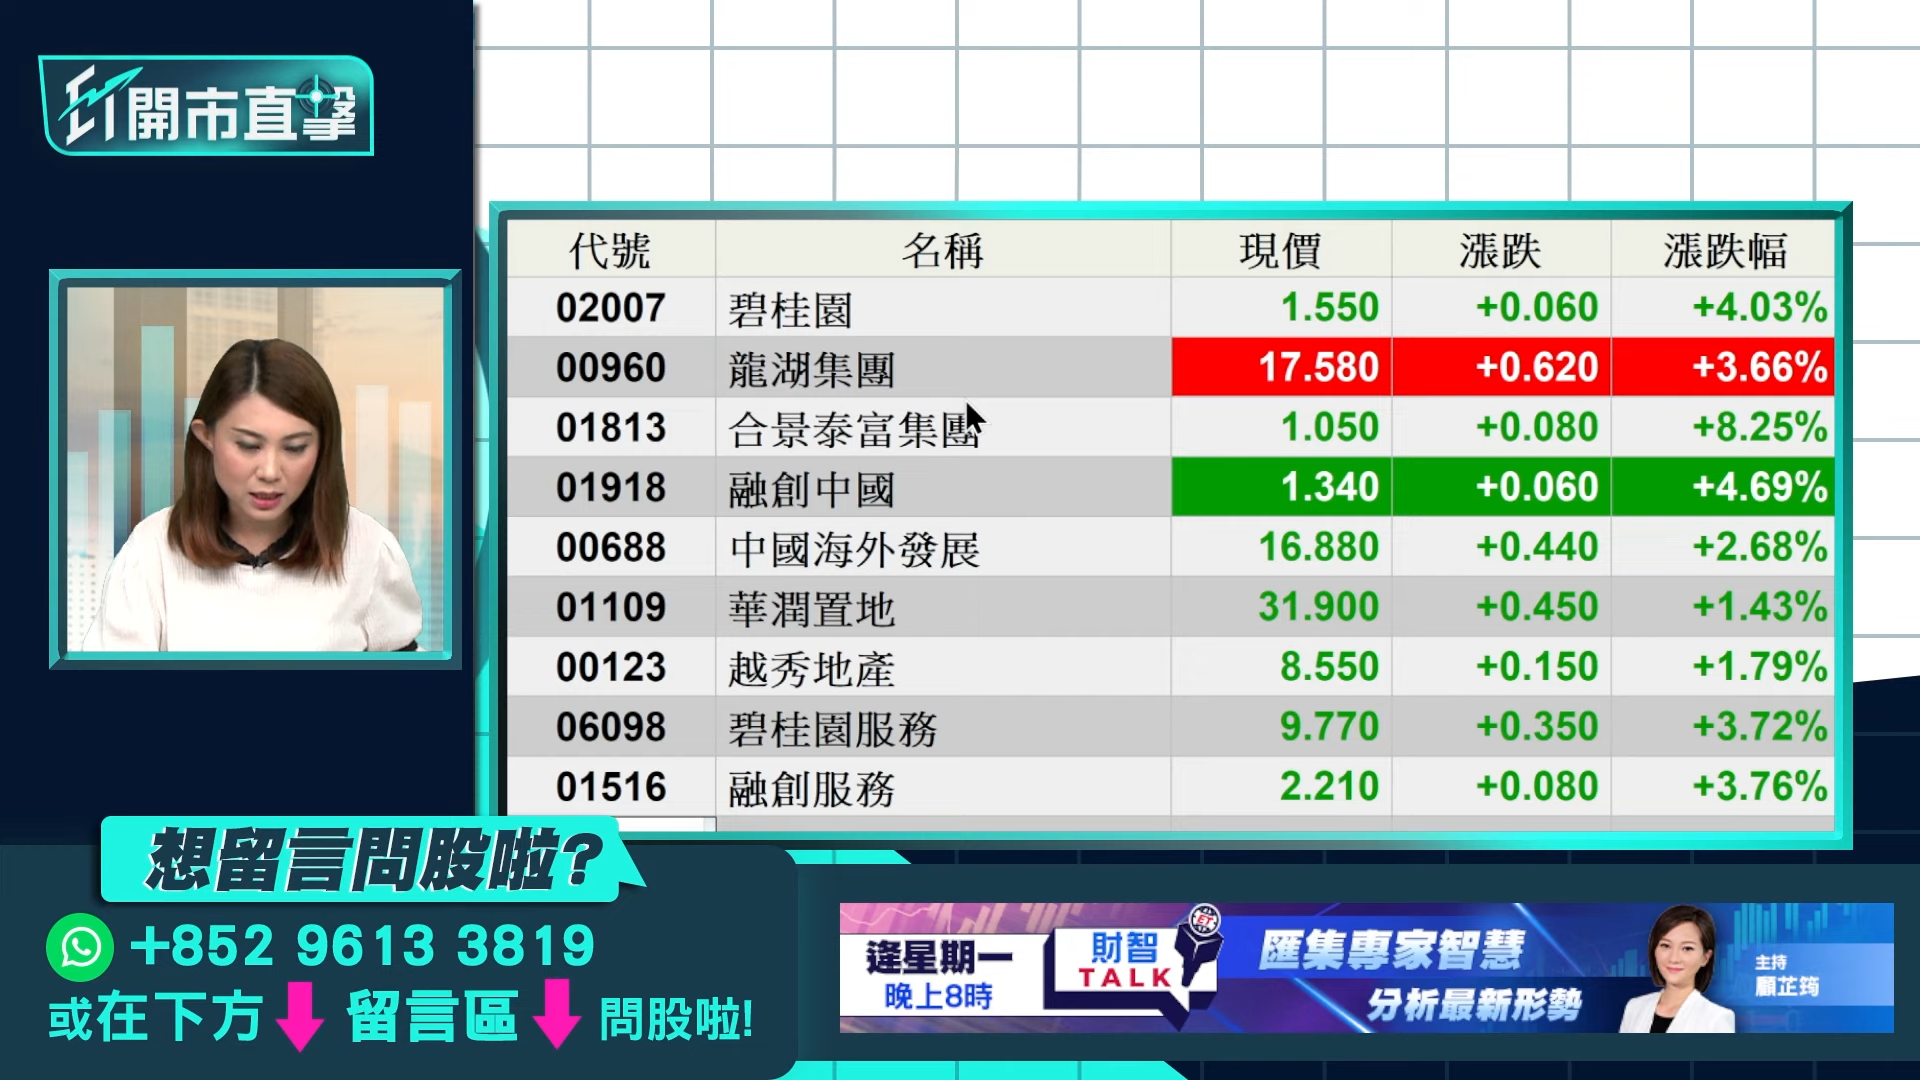 ET開市直擊
代號 名稱 現價 漲跌 漲跌幅
02007 碧桂園 1.550 +0.060 +4.03%
00960 龍湖集團 17.580 +0.620 +3.66%
01813 合景泰富集團 1.050 +0.080 +8.25%
01918 融創中國 1.340 +0.060 +4.69%
00688 中國海外發展 16.880 +0.440 +2.68%
01109 華潤置地 31.900 +0.450 +1.43%
00123 越秀地產 8.550 +0.150 +1.79%
06098 碧桂園服務 9.770 +0.350 +3.72%
01516 融創服務 2.210 +0.080 +3.76%
想留言問股啦?
+852 9613 3819
或在下方 留言區 問股啦!
逢星期一
晚上8時
財智
TALK
ET
匯集專家智慧
分析最新形勢
主持
顧芷筠